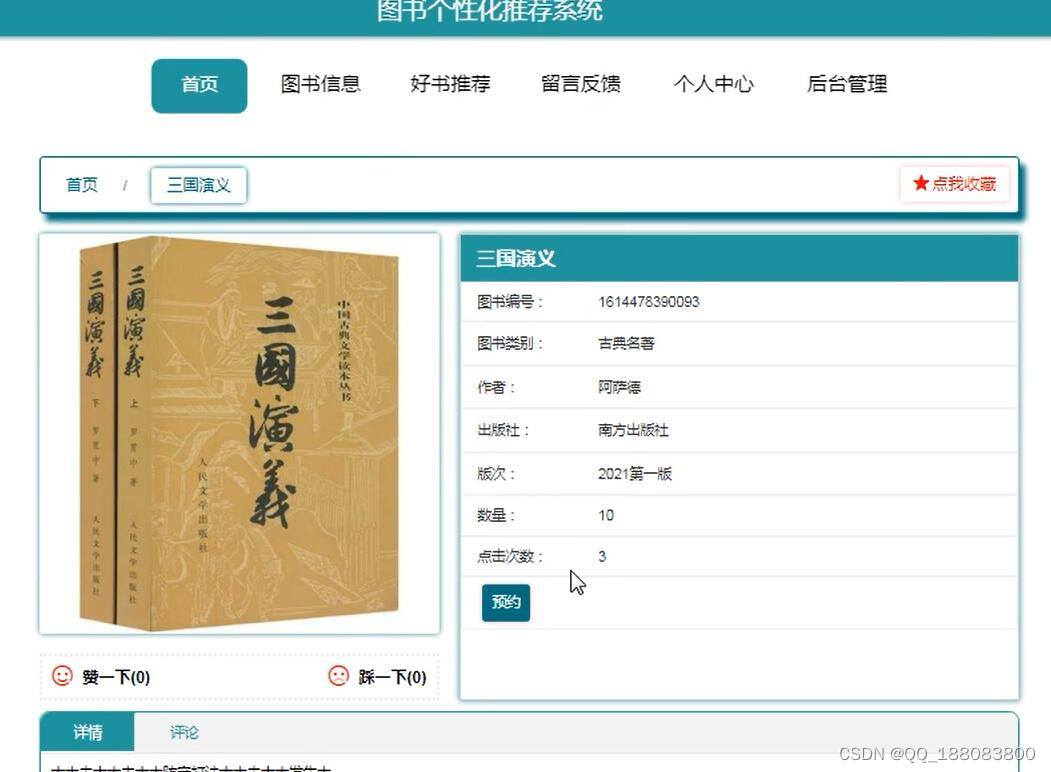 图书个性化推荐系统
首页 图书信息 好书推荐 留言反馈 个人中心 后台管理
首页 / 三国演义 ★点我收藏
三國演義 下 罗贯中 著 人民文学出版社
三國演義 上 罗贯中 著 人民文学出版社
中国古典文学读本丛书
三國演義
人民文学出版社
赞一下(0) 踩一下(0)
三国演义
图书编号： 1614478390093
图书类别： 古典名著
作者： 阿萨德
出版社： 南方出版社
版次： 2021第一版
数量： 10
点击次数： 3
预约
详情 评论
CSDN @QQ_188083800